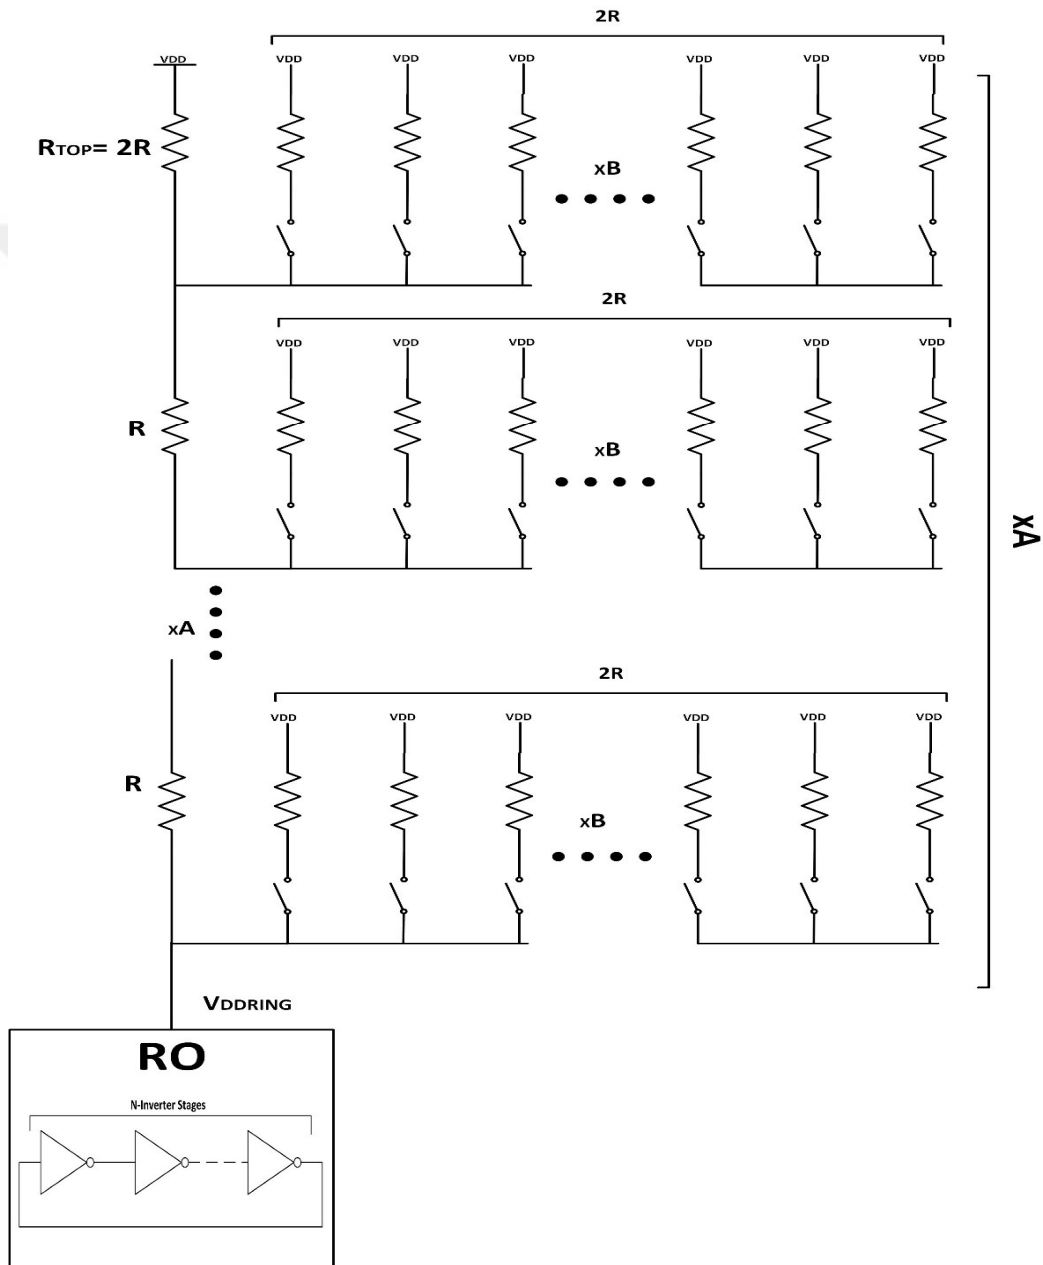 2R
VDD VDD VDD VDD VDD VDD VDD
RTOP= 2R
xB
2R
VDD VDD VDD VDD VDD VDD
R
xB
xA
xA
2R
VDD VDD VDD VDD VDD VDD
R
xB
VDDRING
RO
N-Inverter Stages